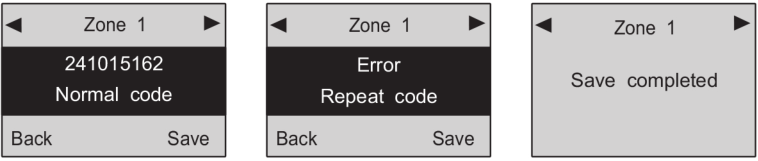 Zone 1
241015162
Normal code
Back Save
Zone 1
Error
Repeat code
Back Save
Zone 1
Save completed